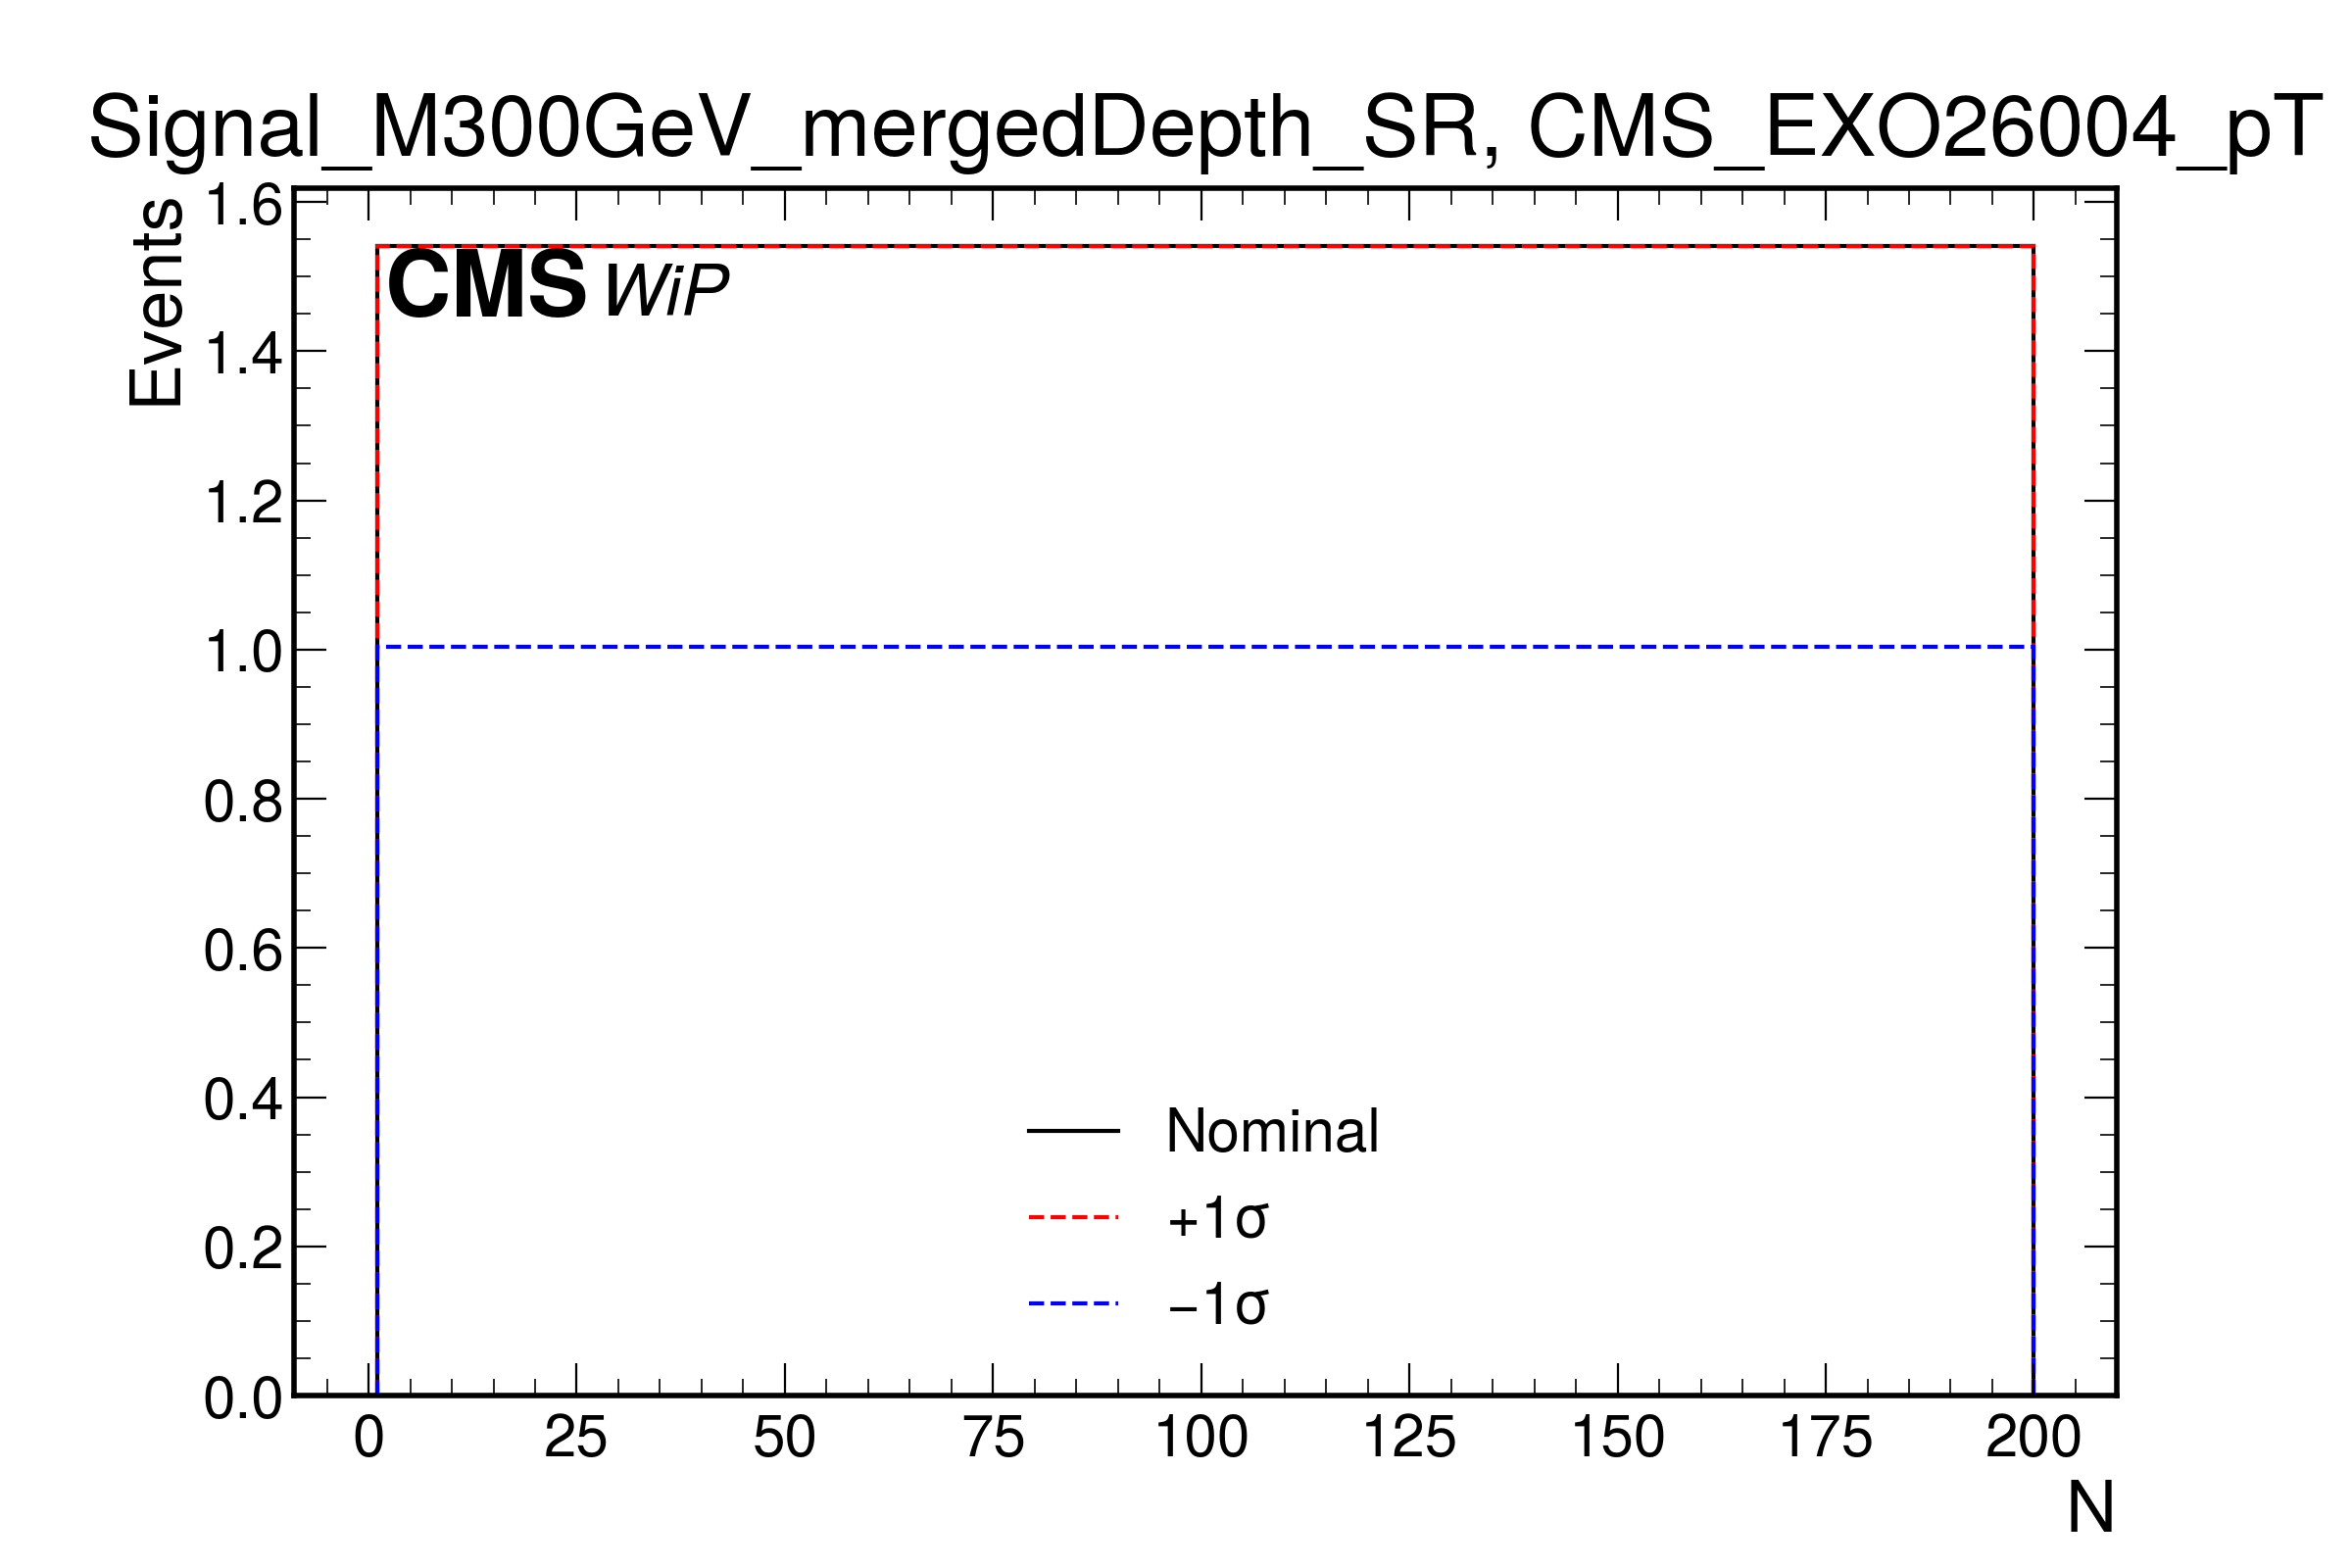 Signal_M300GeV_mergedDepth_SR, CMS_EXO26004_pT
Events
1.6
CMS WiP
1.4
1.2
1.0
0.8
0.6
0.4
0.2
0.0
Nominal
+1σ
−1σ
0 25 50 75 100 125 150 175 200
N